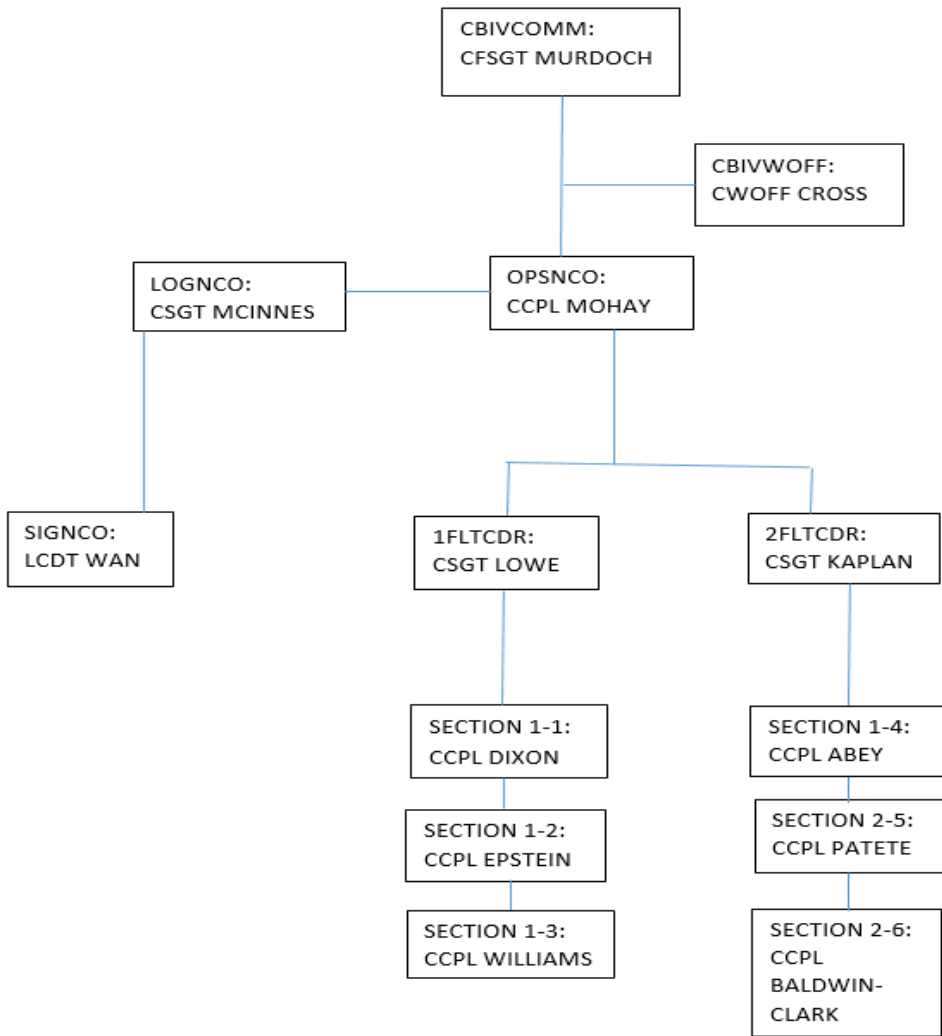 CBIVCOMM:
CFSGT MURDOCH
CBIVWOFF:
CWOFF CROSS
LOGNCO:
CSGT MCINNES
OPSNCO:
CCPL MOHAY
SIGNCO:
LCDT WAN
1FLTCDR:
CSGT LOWE
2FLTCDR:
CSGT KAPLAN
SECTION 1-1:
CCPL DIXON
SECTION 1-2:
CCPL EPSTEIN
SECTION 1-3:
CCPL WILLIAMS
SECTION 1-4:
CCPL ABEY
SECTION 2-5:
CCPL PATETE
SECTION 2-6:
CCPL
BALDWIN-
CLARK